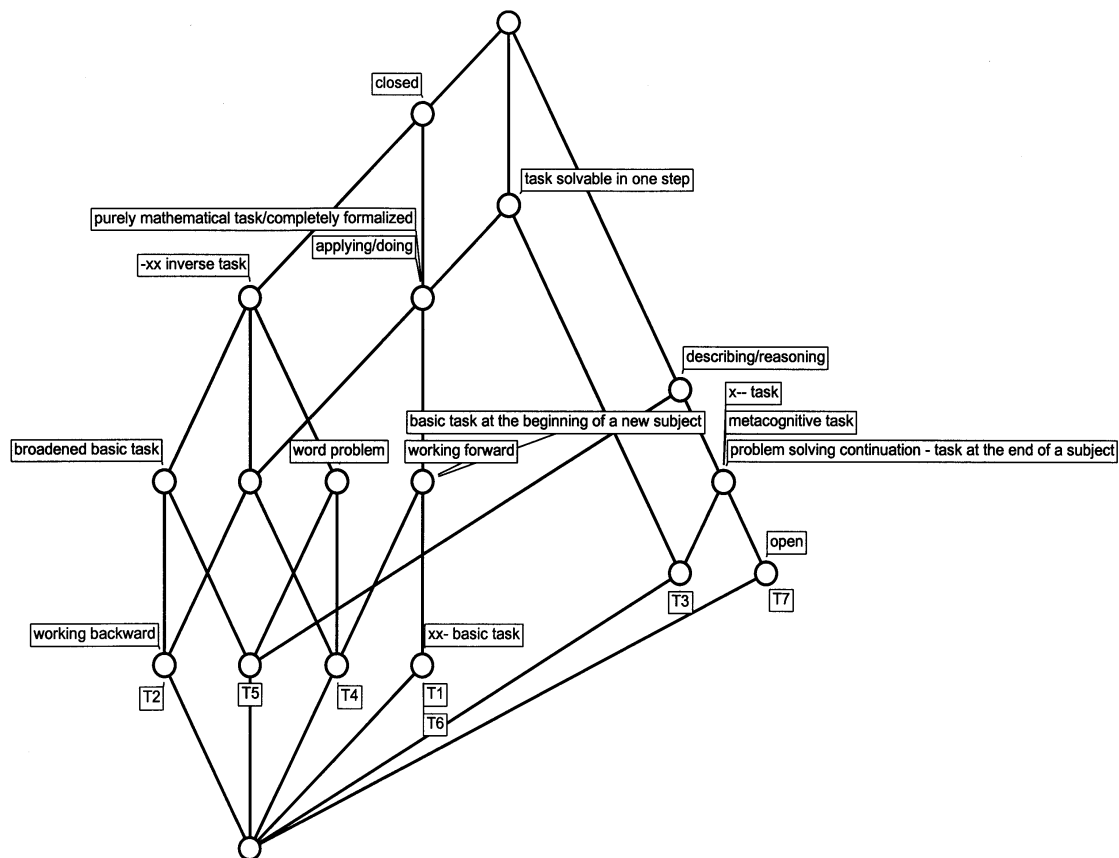 closed
task solvable in one step
purely mathematical task/completely formalized
applying/doing
-xx inverse task
describing/reasoning
x-- task
basic task at the beginning of a new subject
metacognitive task
broadened basic task
word problem
working forward
problem solving continuation - task at the end of a subject
open
T3
T7
working backward
xx- basic task
T2
T5
T4
T1
T6